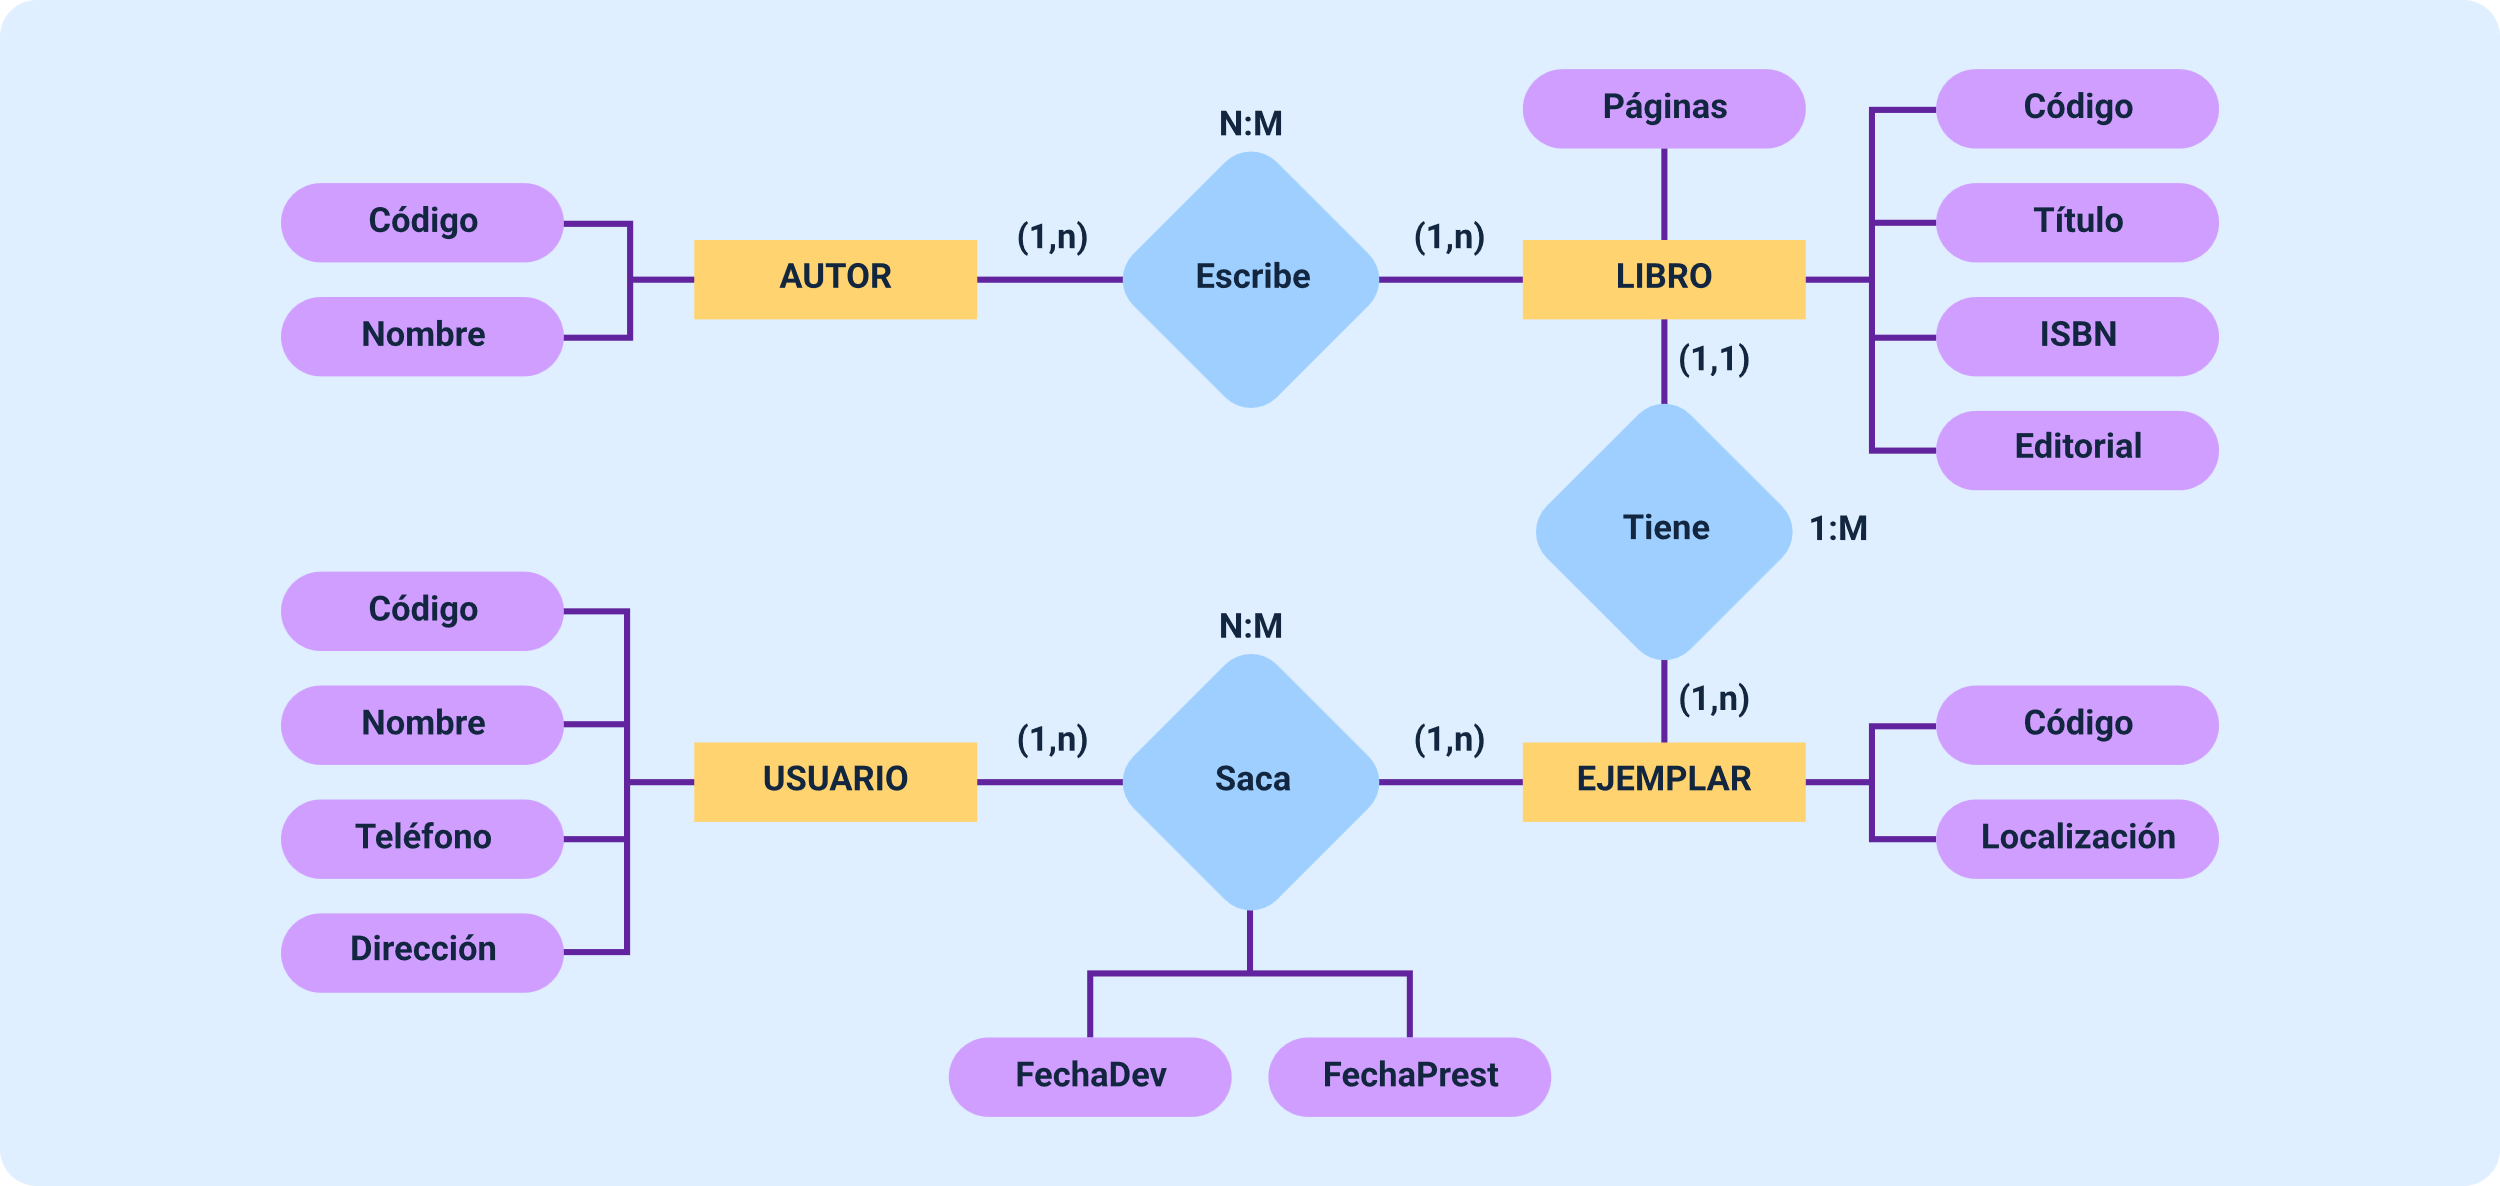 Páginas
Código
N:M
Título
Código
(1,n)
(1,n)
AUTOR
Escribe
LIBRO
Nombre
ISBN
(1,1)
Editorial
Tiene
1:M
Código
N:M
Nombre
(1,n)
Código
(1,n)
(1,n)
USUARIO
Saca
EJEMPLAR
Teléfono
Localización
Dirección
FechaDev
FechaPrest